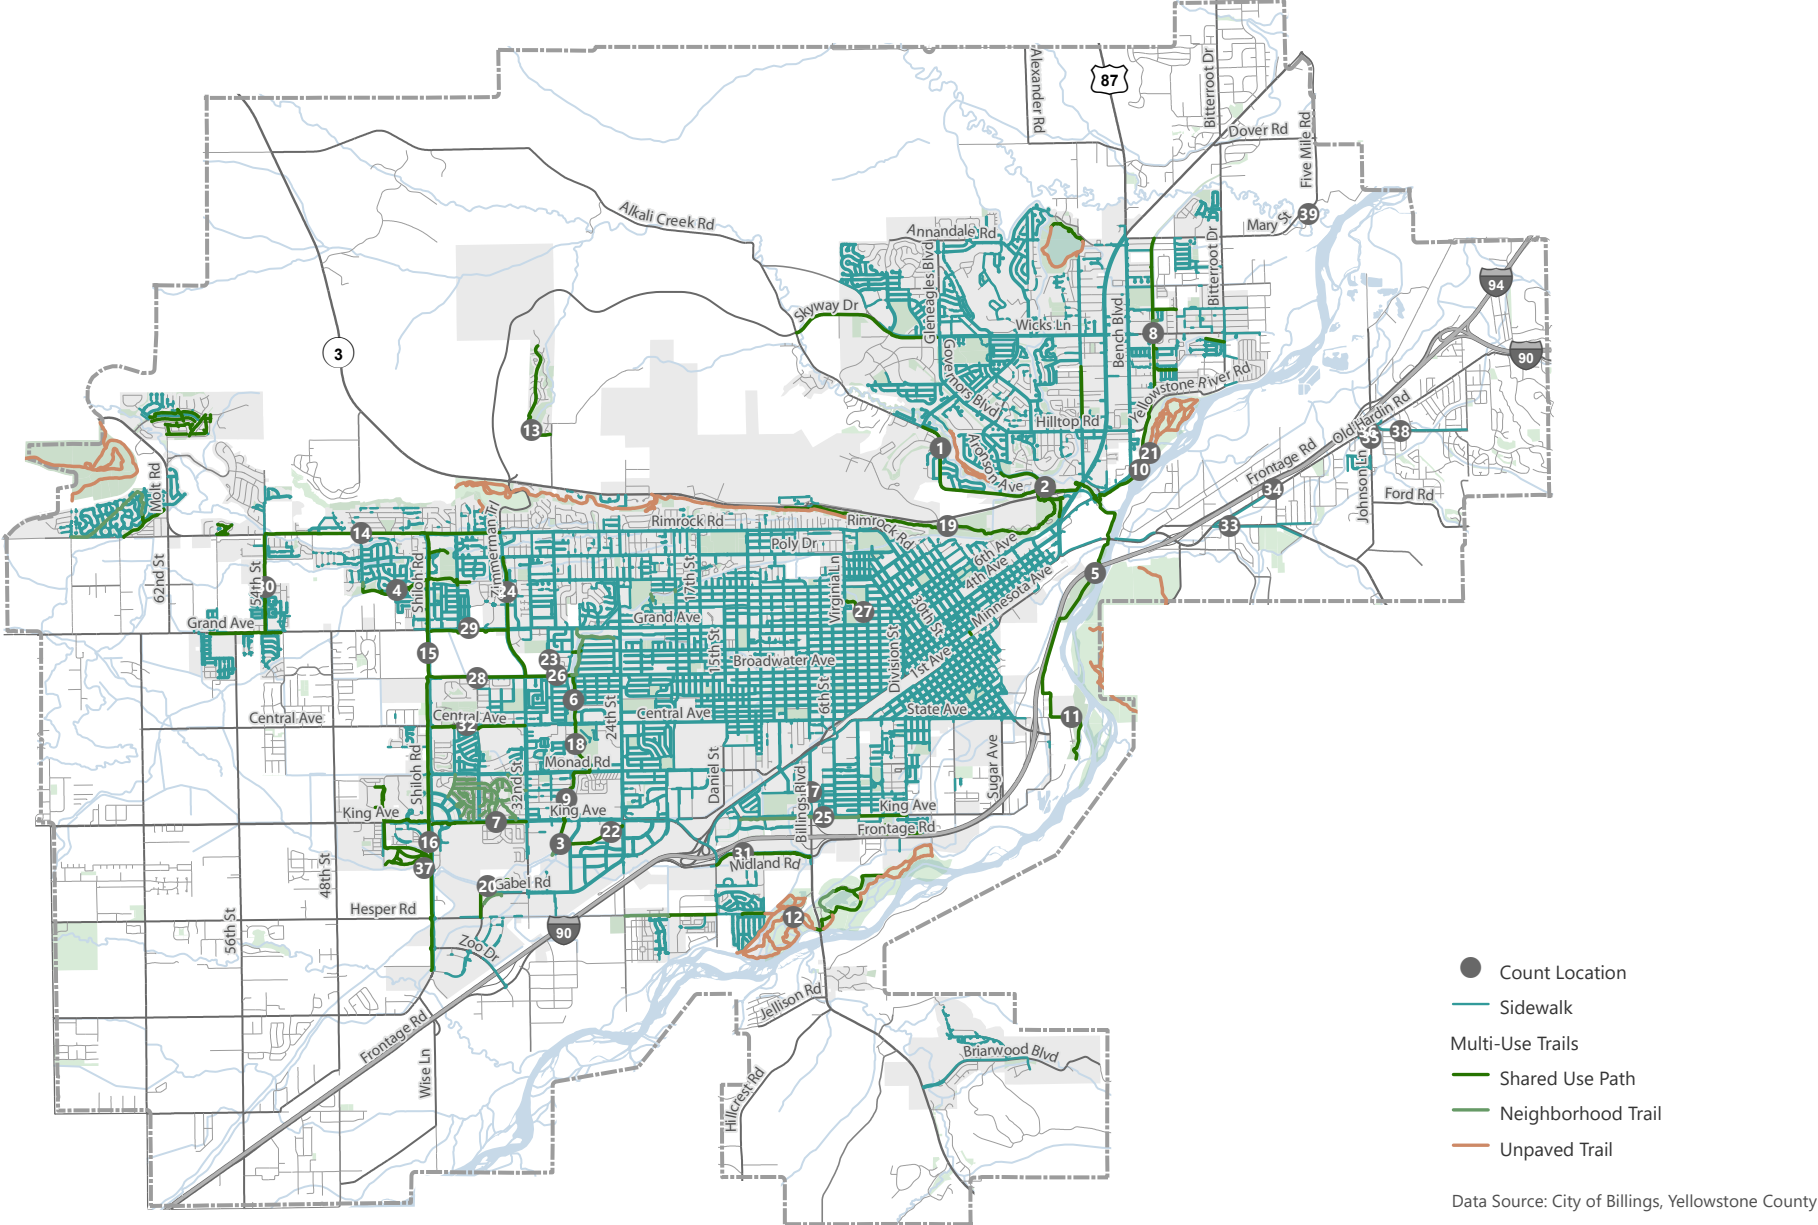 87
Alexander Rd
Bitterroot Dr
Dover Rd
Five Mile Rd
39
Mary St
Alkali Creek Rd
Annandale Rd
Bitterroot Dr
Gleneagles Blvd
94
Skyway Dr
Wicks Ln
Bench Blvd
8
3
90
Governors Blvd
Yellowstone River Rd
Old Hardin Rd
13
Hilltop Rd
38
35
1
Aronson Ave
21
10
Frontage Rd
Johnson Ln
Molt Rd
2
34
Ford Rd
Zimmerman Trl
Rimrock Rd
Rimrock Rd
19
33
14
Poly Dr
6th Ave
4th Ave
Minnesota Ave
5
62nd St
54th St
4
Shiloh Rd
24
17th St
Virginia Ln
27
30th St
Grand Ave
29
Grand Ave
15
23
15th St
Broadwater Ave
Division St
1st Ave
28
26
6
6th St
Central Ave
Central Ave
32
24th St
Central Ave
State Ave
11
18
Monad Rd
Shiloh Rd
32nd St
Daniel St
Billings Blvd
Sugar Ave
9
King Ave
7
King Ave
25
King Ave
22
Frontage Rd
16
3
31
Midland Rd
37
48th St
20
Gabel Rd
Hesper Rd
12
56th St
90
Zoo Dr
Jellison Rd
Frontage Rd
Wise Ln
Hillcrest Rd
Briarwood Blvd
Count Location
Sidewalk
Multi-Use Trails
Shared Use Path
Neighborhood Trail
Unpaved Trail
Data Source: City of Billings, Yellowstone County